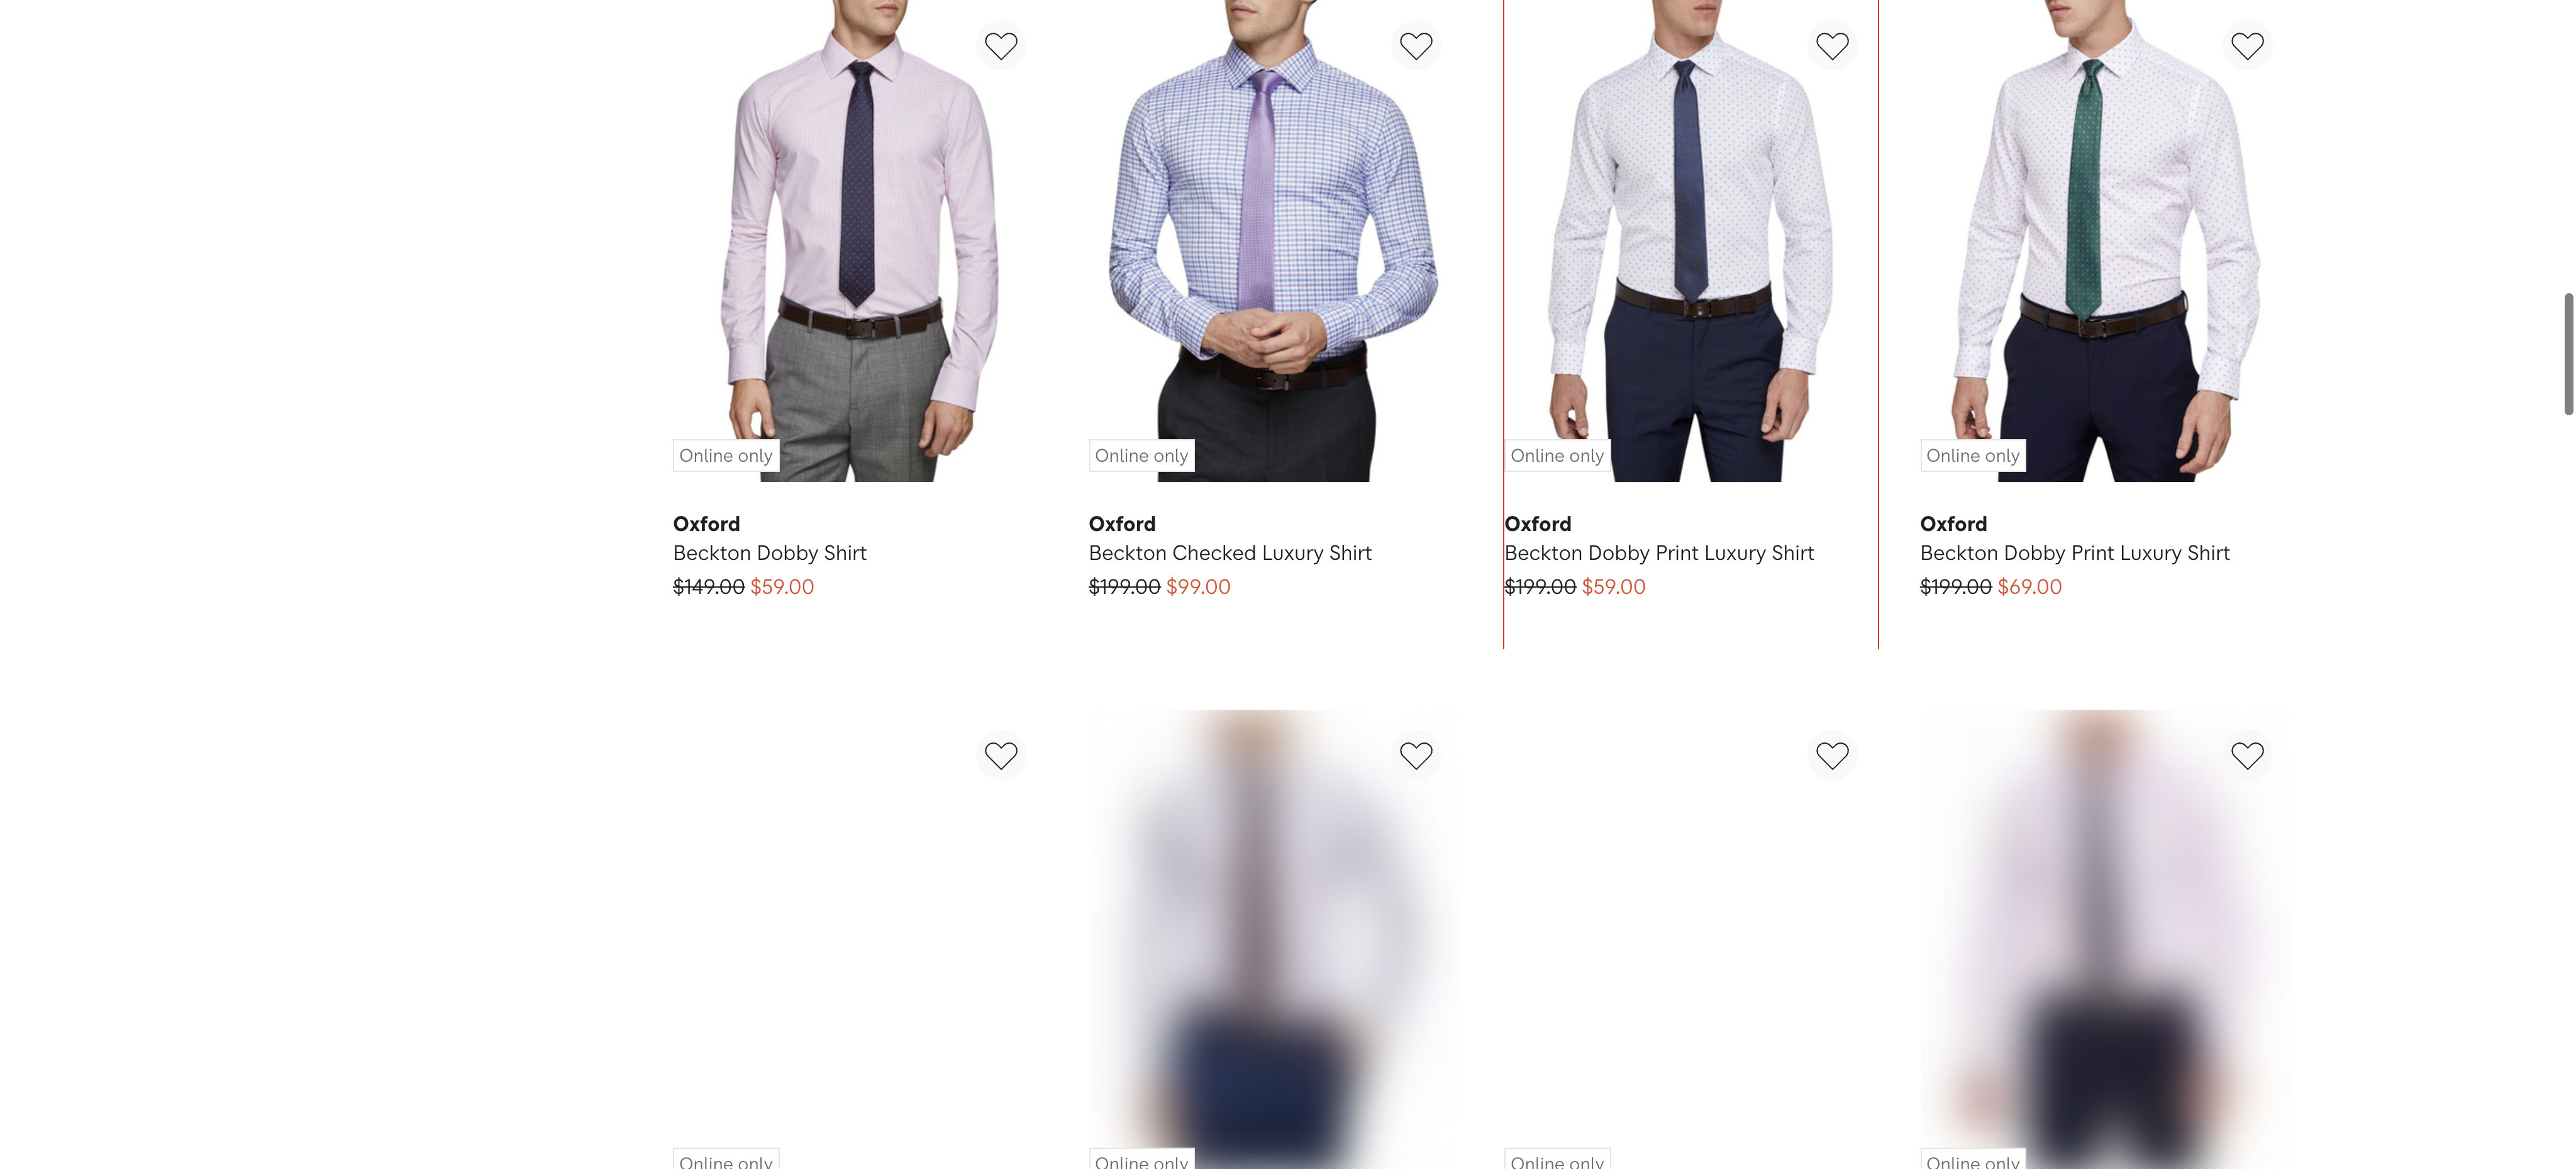 Online only
Online only
Online only
Online only
Oxford
Beckton Dobby Shirt
$149.00 $59.00
Oxford
Beckton Checked Luxury Shirt
$199.00 $99.00
Oxford
Beckton Dobby Print Luxury Shirt
$199.00 $59.00
Oxford
Beckton Dobby Print Luxury Shirt
$199.00 $69.00
Online only
Online only
Online only
Online only